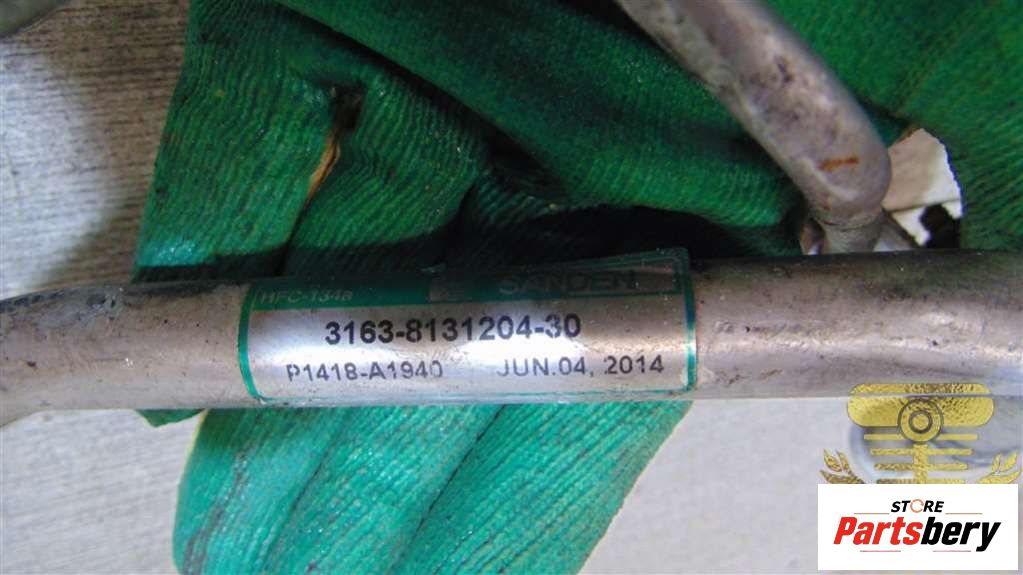 HFC-134a SANDEN
3163-8131204-30
P1418-A1940 JUN.04, 2014
STORE
Partsbery